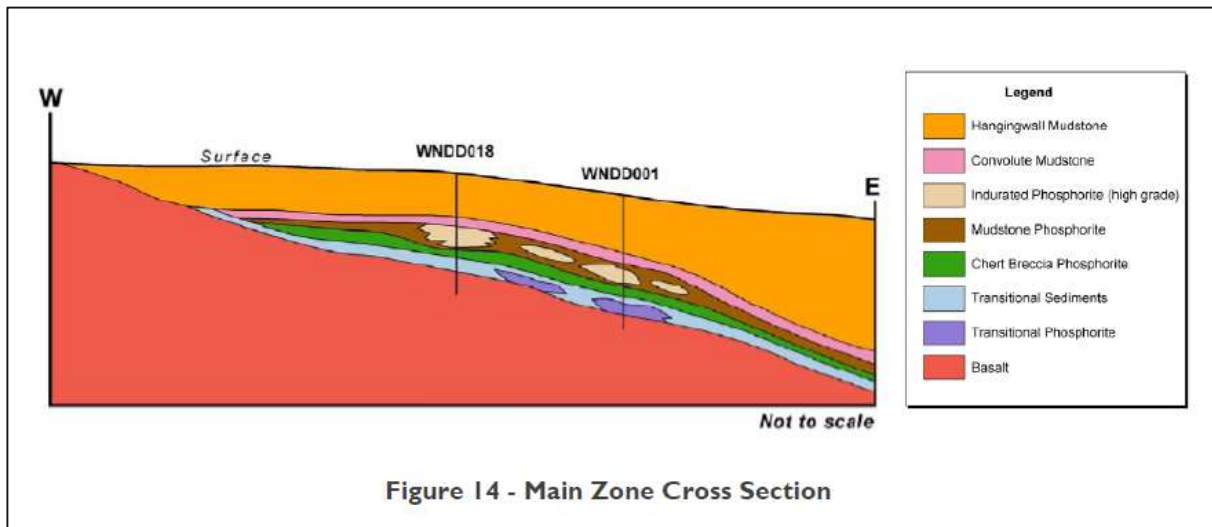 W
Surface
WNDD018
WNDD001
E
Not to scale
Legend
Hangingwall Mudstone
Convolute Mudstone
Indurated Phosphorite (high grade)
Mudstone Phosphorite
Chert Breccia Phosphorite
Transitional Sediments
Transitional Phosphorite
Basalt
Figure 14 - Main Zone Cross Section